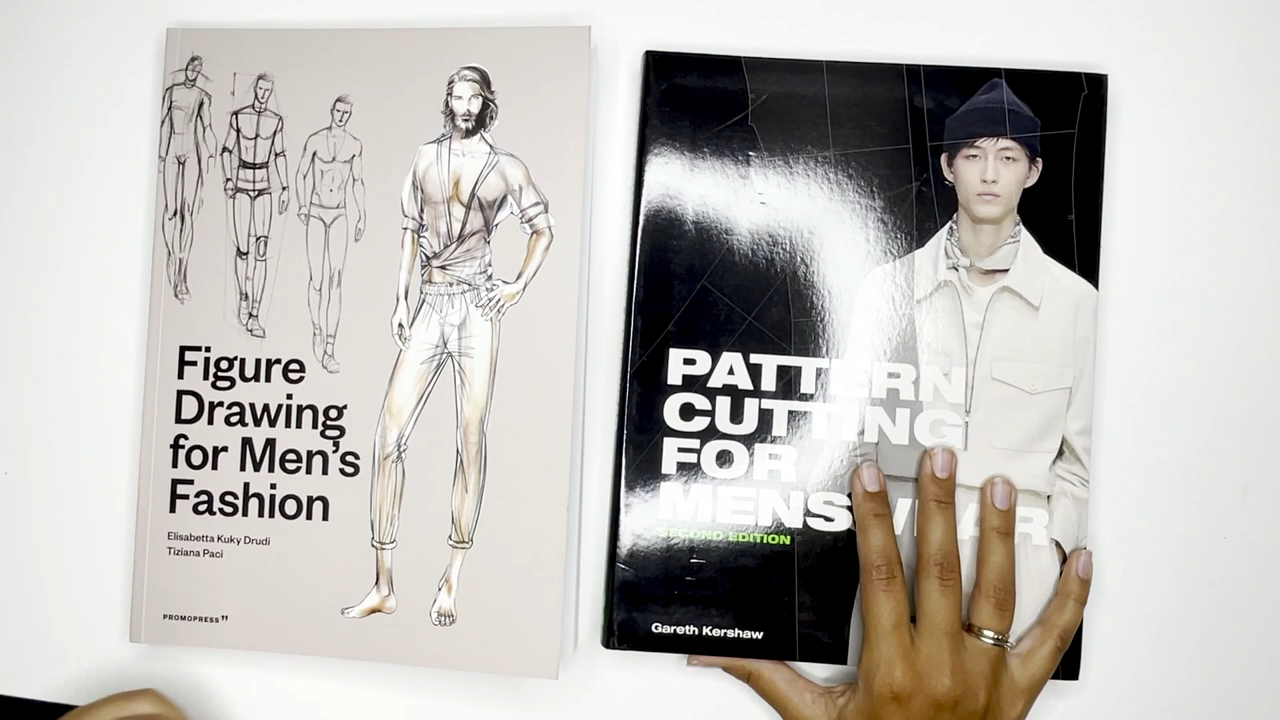 Figure
Drawing
for Men's
Fashion
Elisabetta Kuky Drudi
Tiziana Paci
PROMOPRESS
PATTERN
CUTTING
FOR
MENSWEAR
SECOND EDITION
Gareth Kershaw